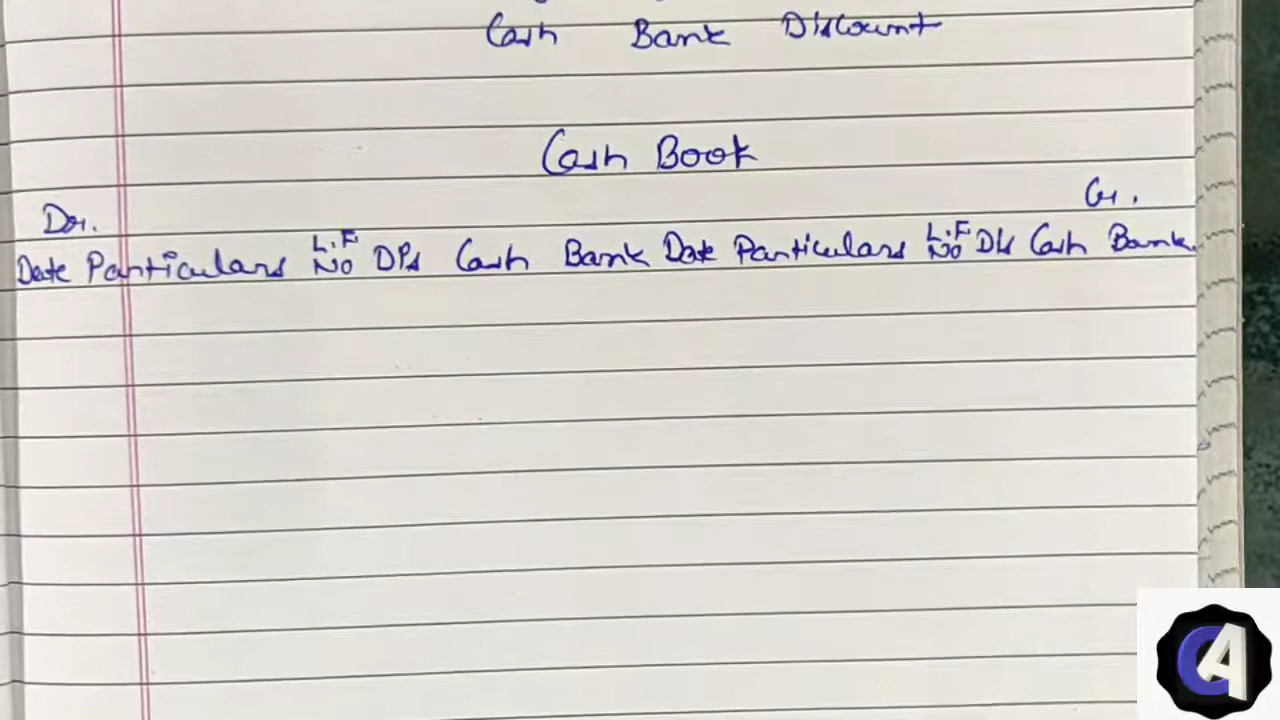 Cash Bank Discount
Cash Book
Dr.
Cr.
Date Particulars L.F No Dis Cash Bank Date Particulars L.F No Dis Cash Bank
CA